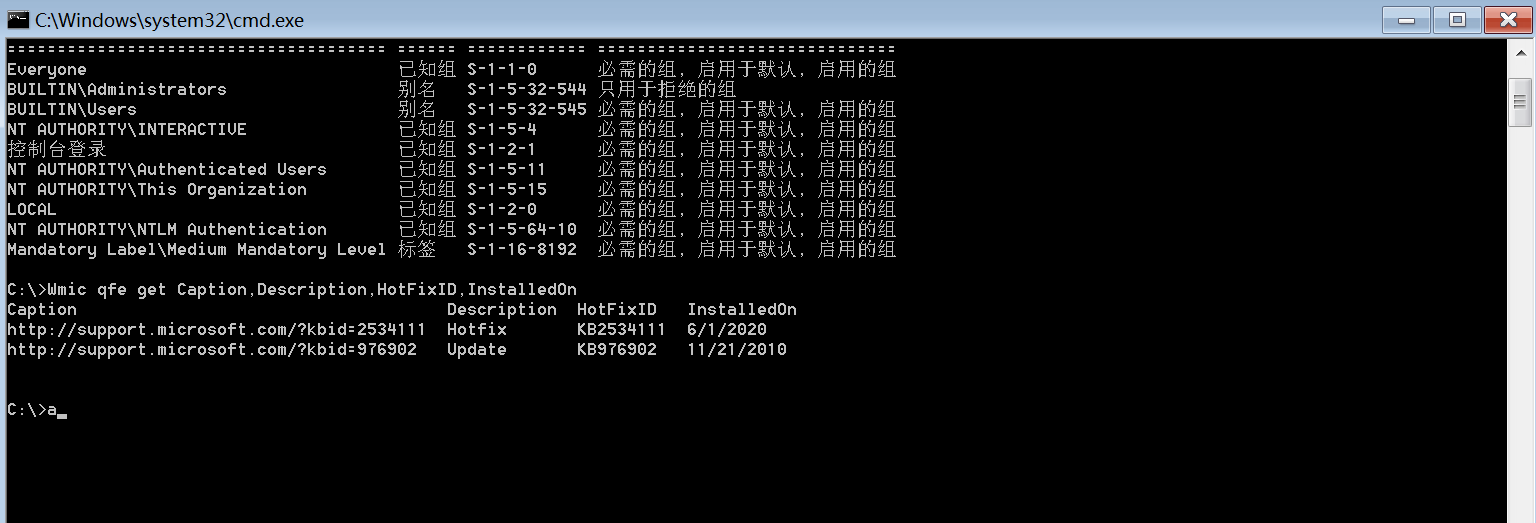 C:\Windows\system32\cmd.exe
------------------------------------- ------ ------------ ------------------------------
Everyone 已知组 S-1-1-0 必需的组, 启用于默认, 启用的组
BUILTIN\Administrators 别名 S-1-5-32-544 只用于拒绝的组
BUILTIN\Users 别名 S-1-5-32-545 必需的组, 启用于默认, 启用的组
NT AUTHORITY\INTERACTIVE 已知组 S-1-5-4 必需的组, 启用于默认, 启用的组
控制台登录 已知组 S-1-2-1 必需的组, 启用于默认, 启用的组
NT AUTHORITY\Authenticated Users 已知组 S-1-5-11 必需的组, 启用于默认, 启用的组
NT AUTHORITY\This Organization 已知组 S-1-5-15 必需的组, 启用于默认, 启用的组
LOCAL 已知组 S-1-2-0 必需的组, 启用于默认, 启用的组
NT AUTHORITY\NTLM Authentication 已知组 S-1-5-64-10 必需的组, 启用于默认, 启用的组
Mandatory Label\Medium Mandatory Level 标签 S-1-16-8192 必需的组, 启用于默认, 启用的组
C:\>Wmic qfe get Caption,Description,HotFixID,InstalledOn
Caption Description HotFixID InstalledOn
http://support.microsoft.com/?kbid=2534111 Hotfix KB2534111 6/1/2020
http://support.microsoft.com/?kbid=976902 Update KB976902 11/21/2010
C:\>a_